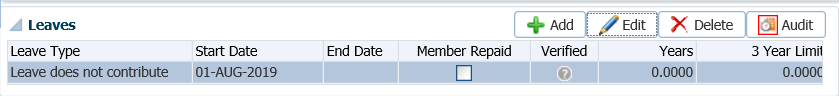 Leaves Add Edit Delete Audit
Leave Type Start Date End Date Member Repaid Verified Years 3 Year Limit
Leave does not contribute 01-AUG-2019 ? 0.0000 0.0000